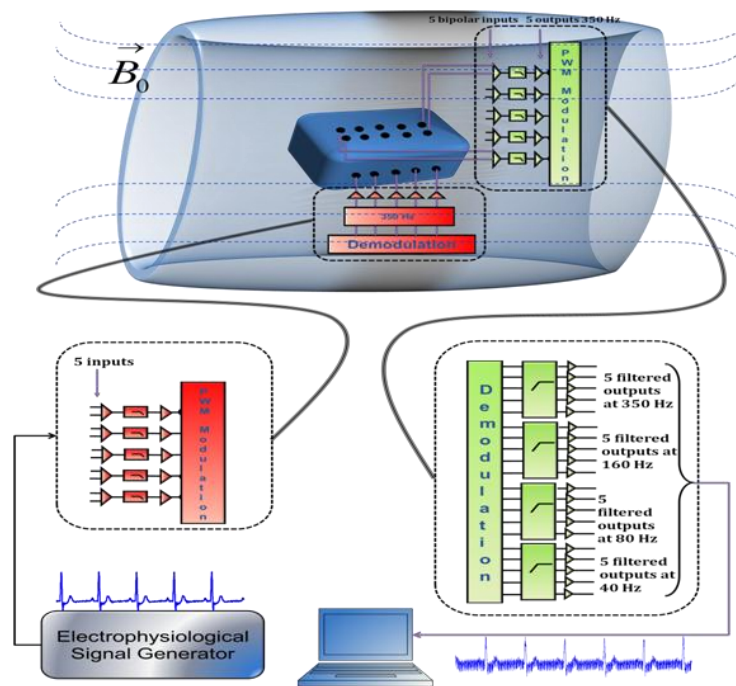 5 bipolar inputs
5 outputs 350 Hz
B₀
PWM Modulation
350 Hz
Demodulation
5 inputs
PWM Modulation
Demodulation
5 filtered
outputs
at 350 Hz
5 filtered
outputs at
160 Hz
5
filtered
outputs
at 80 Hz
5 filtered
outputs at
40 Hz
Electrophysiological
Signal Generator